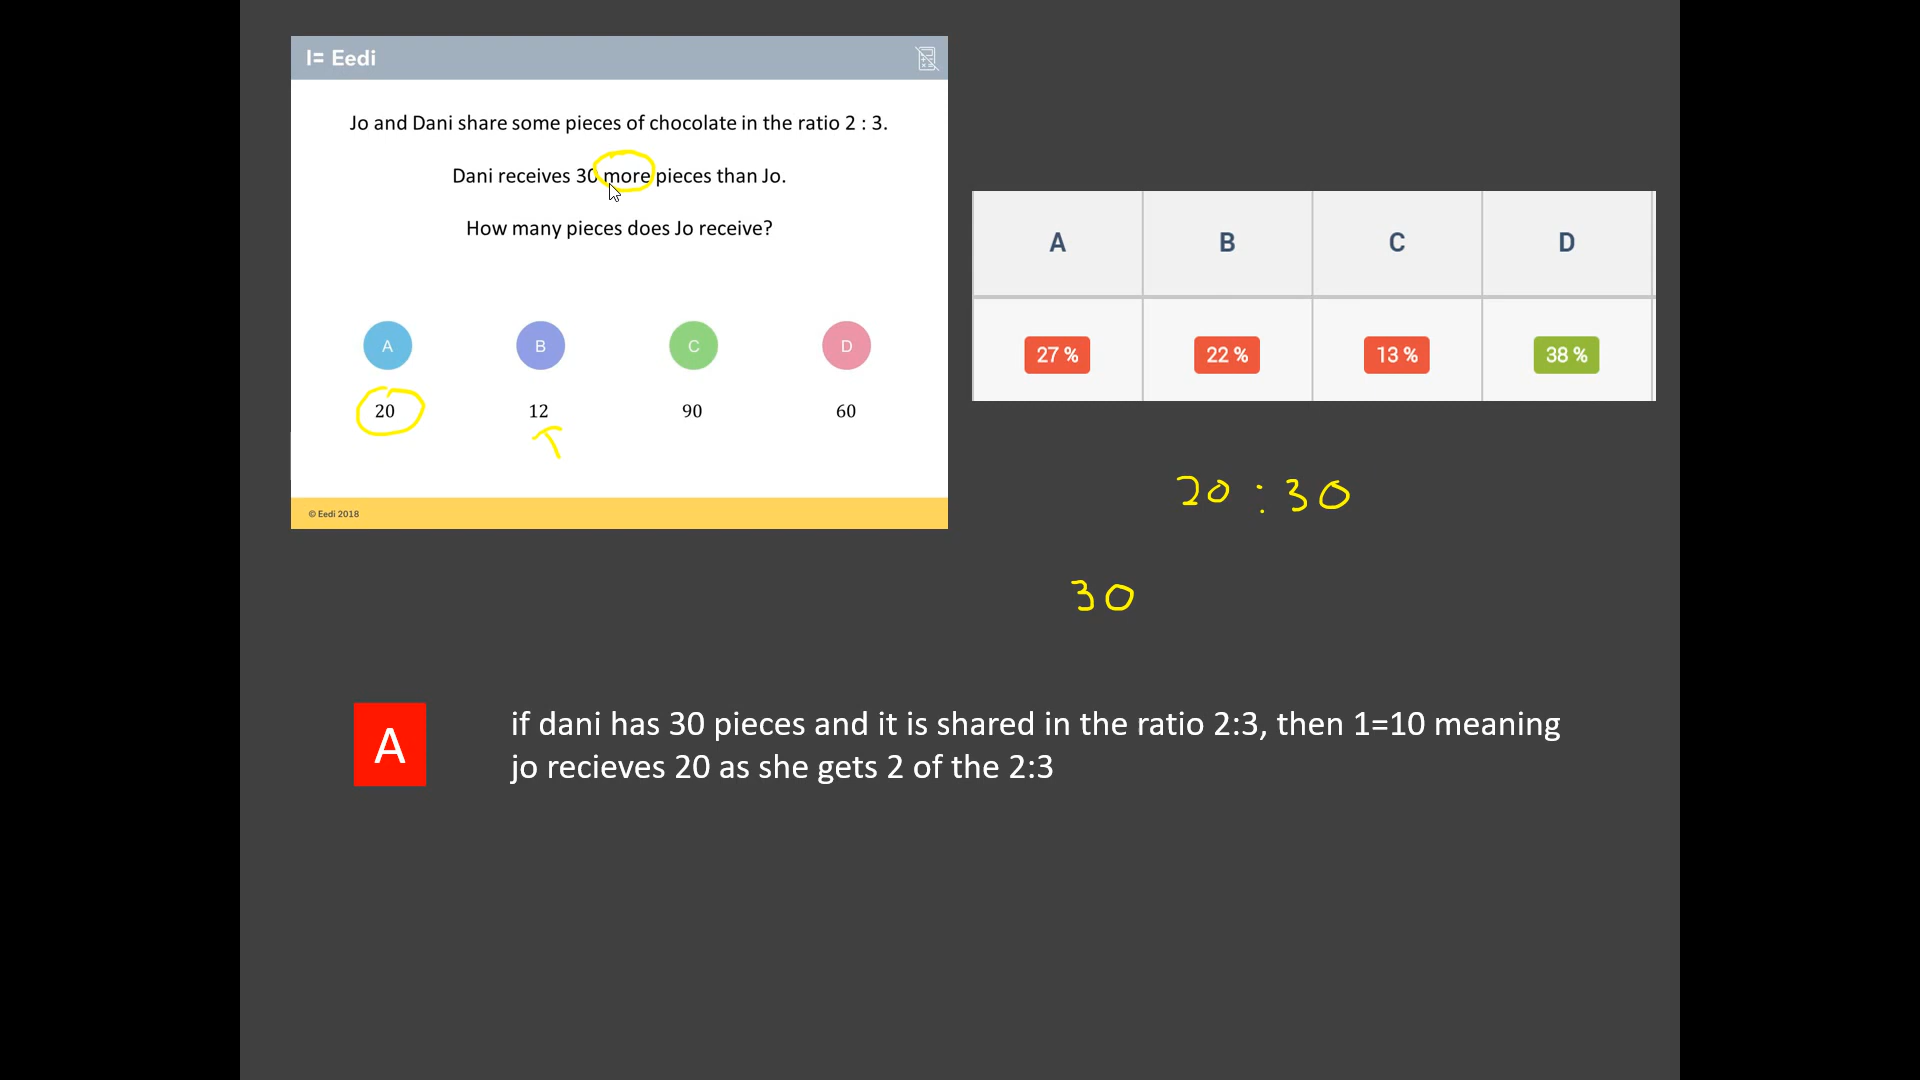 I= Eedi
Jo and Dani share some pieces of chocolate in the ratio 2 : 3.
Dani receives 30 more pieces than Jo.
How many pieces does Jo receive?
A B C D
20 12 90 60
© Eedi 2018
A B C D
27 % 22 % 13 % 38 %
20 : 30
30
A
if dani has 30 pieces and it is shared in the ratio 2:3, then 1=10 meaning
jo recieves 20 as she gets 2 of the 2:3